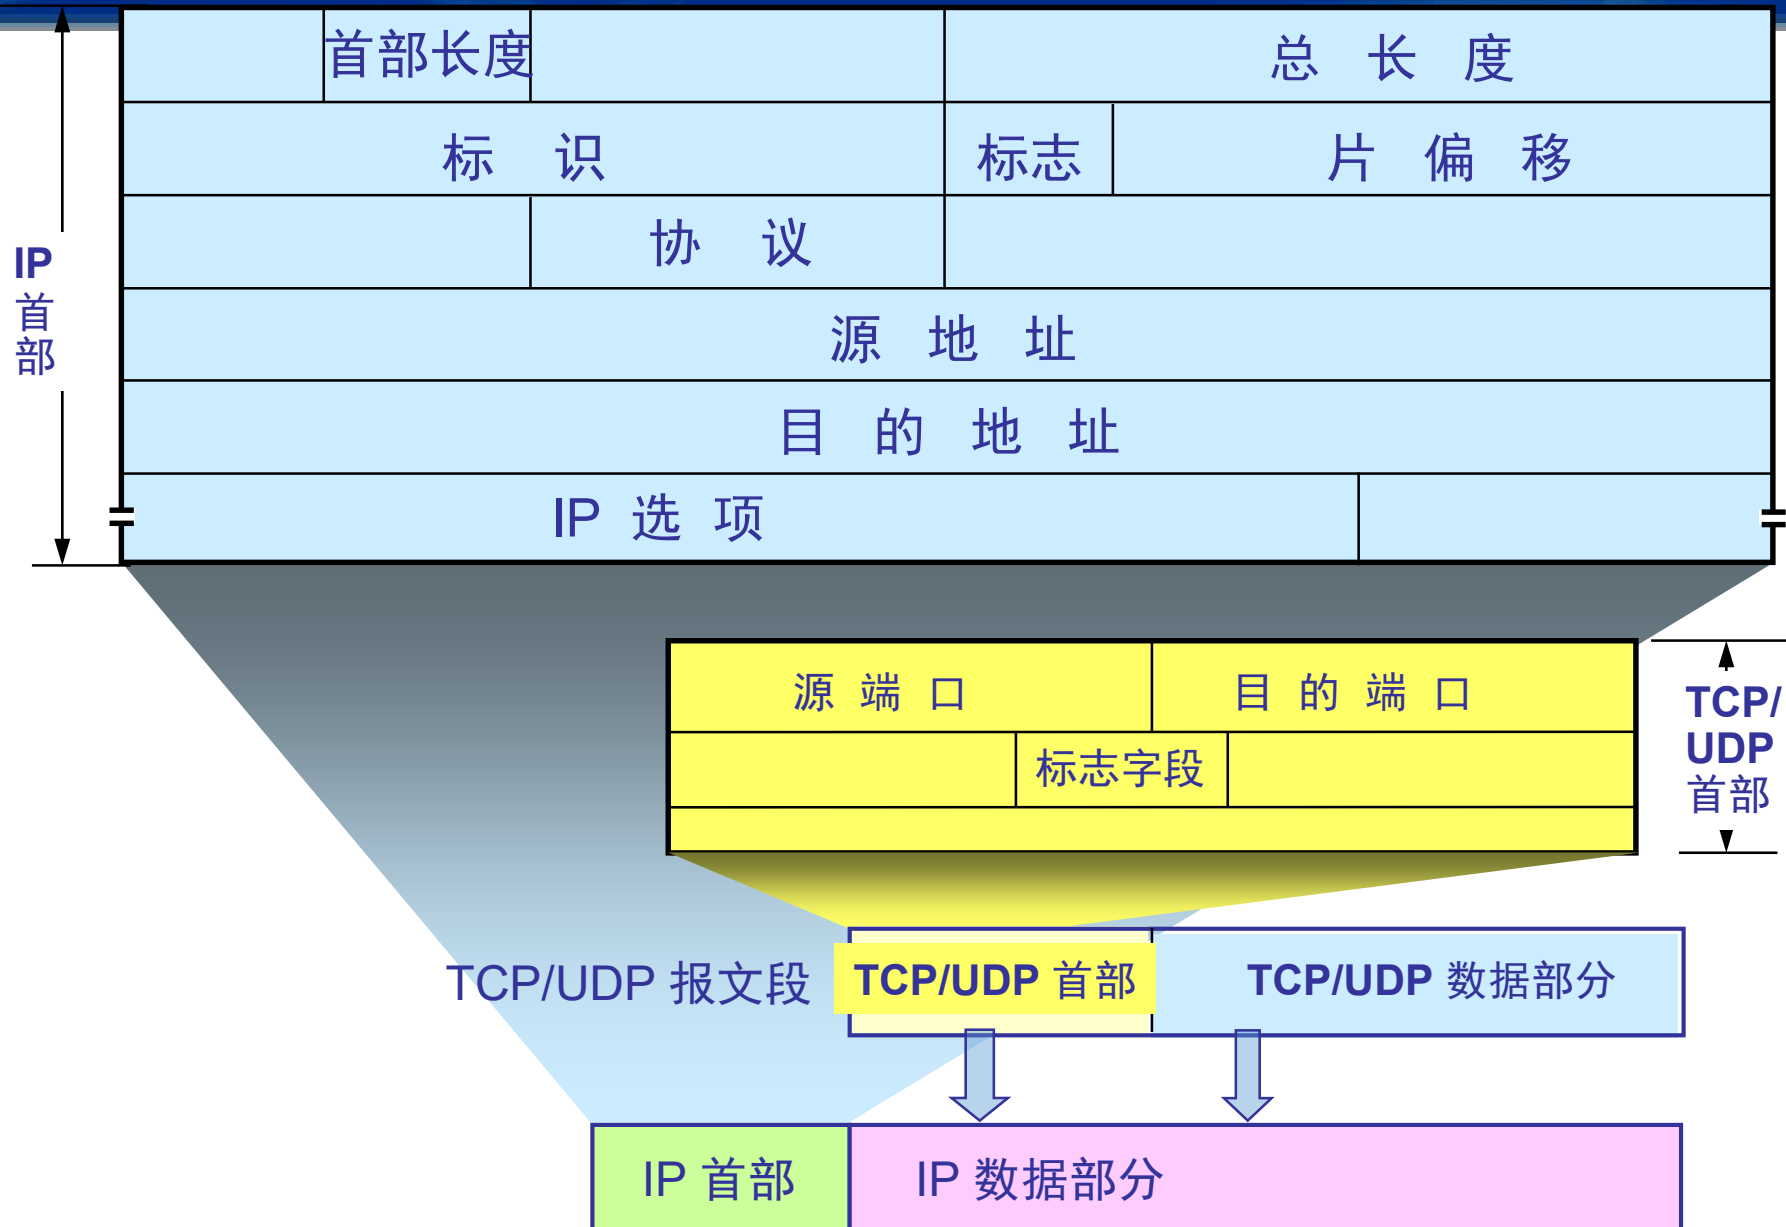 首部长度 总 长 度
标 识 标志 片 偏 移
协 议
IP
首
部
源 地 址
目 的 地 址
IP 选 项
源 端 口 目 的 端 口
标志字段
TCP/
UDP
首部
TCP/UDP 报文段 TCP/UDP 首部 TCP/UDP 数据部分
IP 首部 IP 数据部分